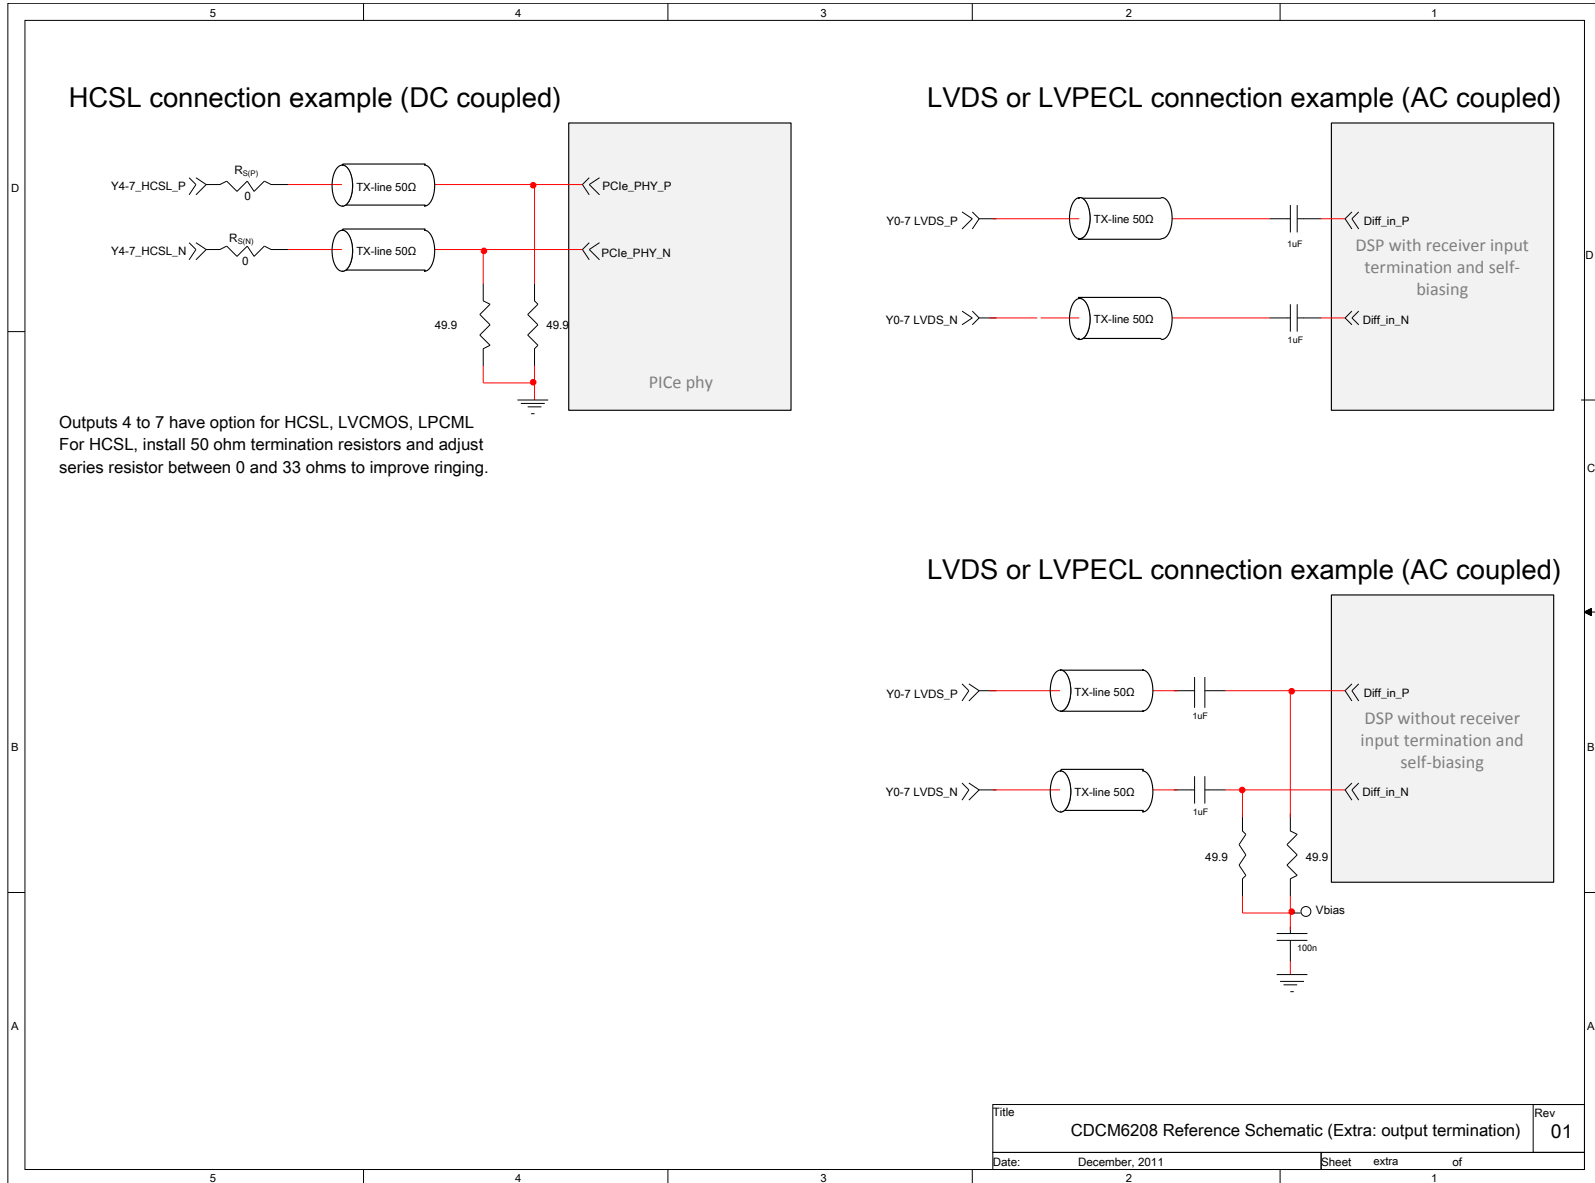 5 4 3 2 1
HCSL connection example (DC coupled)
Y4-7_HCSL_P
RS(P)
0
TX-line 50Ω
PCIe_PHY_P
Y4-7_HCSL_N
RS(N)
0
TX-line 50Ω
PCIe_PHY_N
49.9
49.9
PICe phy
Outputs 4 to 7 have option for HCSL, LVCMOS, LPCML
For HCSL, install 50 ohm termination resistors and adjust
series resistor between 0 and 33 ohms to improve ringing.
LVDS or LVPECL connection example (AC coupled)
Y0-7 LVDS_P
TX-line 50Ω
1uF
Diff_in_P
DSP with receiver input
termination and self-
biasing
Y0-7 LVDS_N
TX-line 50Ω
1uF
Diff_in_N
LVDS or LVPECL connection example (AC coupled)
Y0-7 LVDS_P
TX-line 50Ω
1uF
Diff_in_P
DSP without receiver
input termination and
self-biasing
Y0-7 LVDS_N
TX-line 50Ω
1uF
Diff_in_N
49.9
49.9
Vbias
100n
D
B
A
D
C
B
A
Title
CDCM6208 Reference Schematic (Extra: output termination)
Rev
01
Date: December, 2011
Sheet extra of
5 4 3 2 1